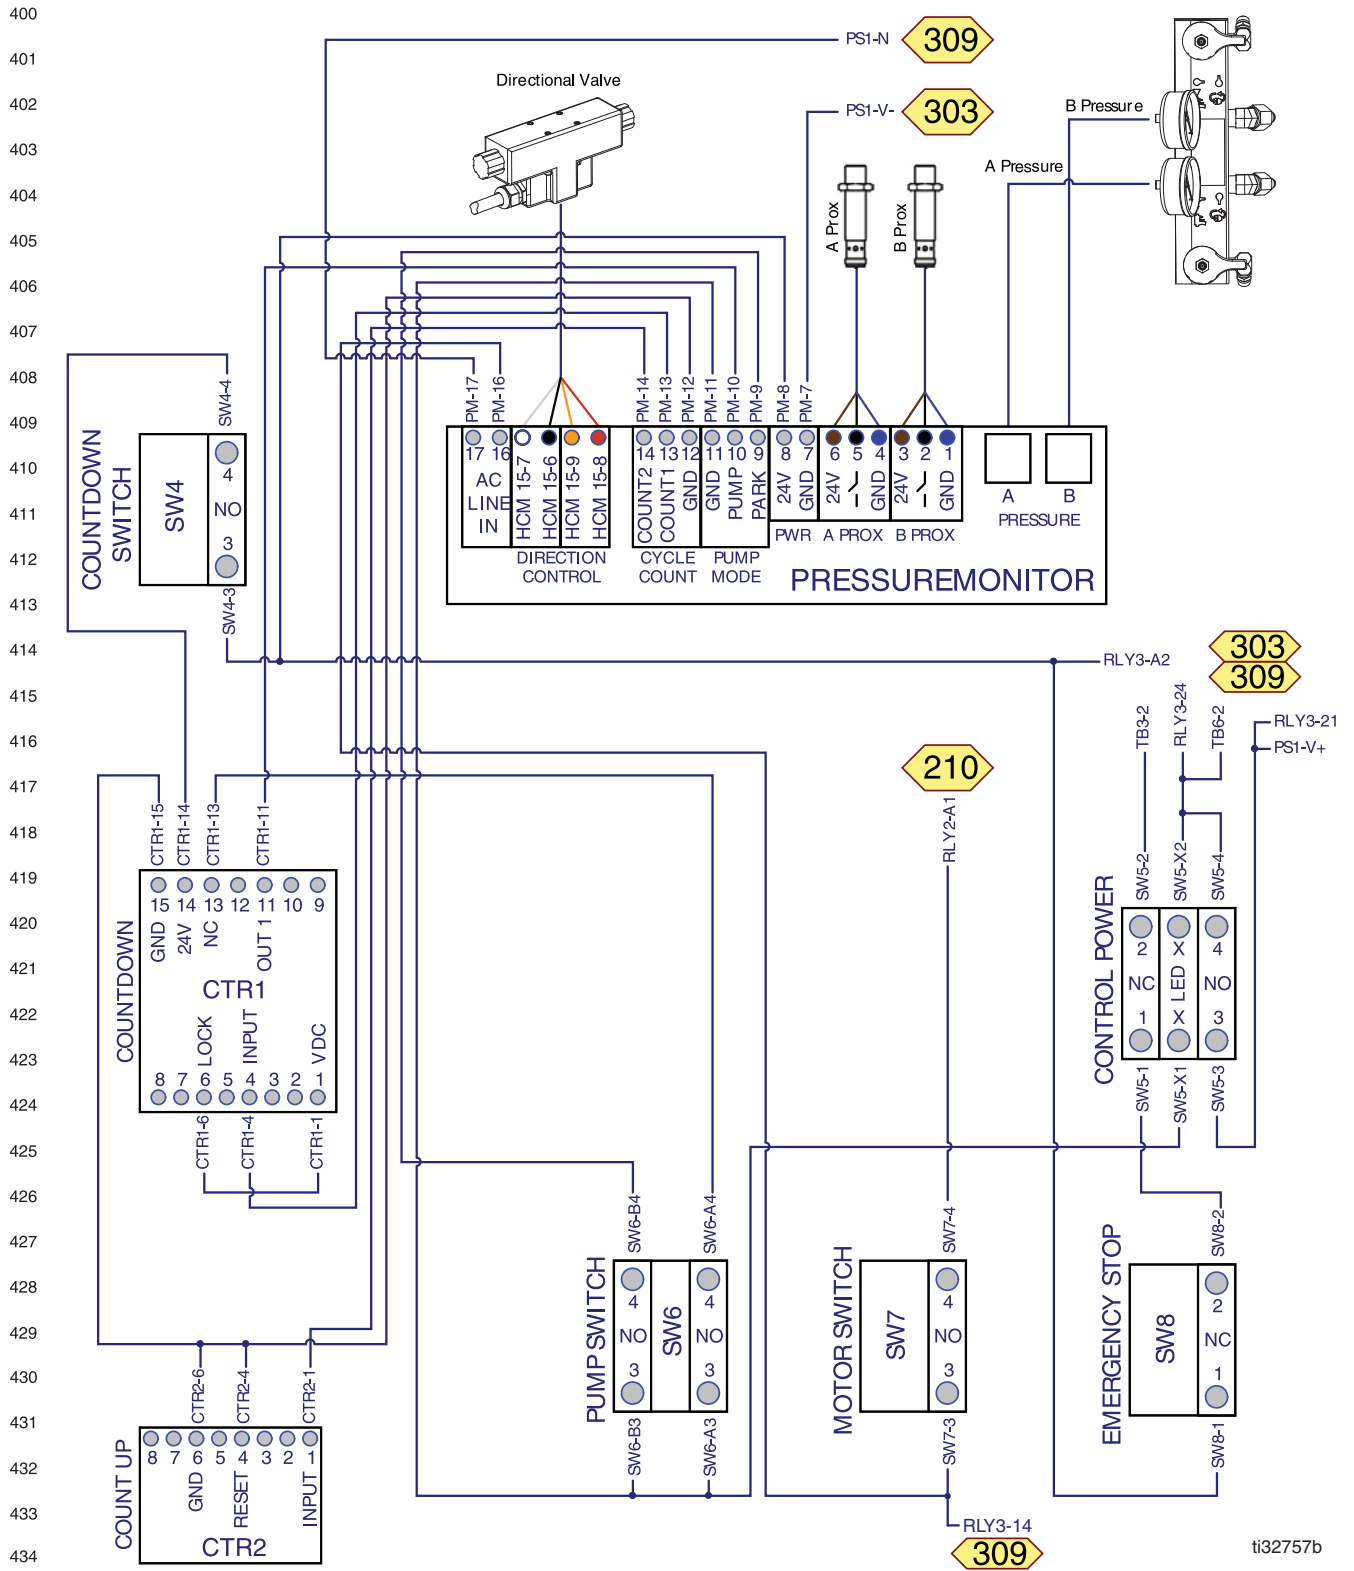 400
401
402
403
404
405
406
407
408
409
410
411
412
413
414
415
416
417
418
419
420
421
422
423
424
425
426
427
428
429
430
431
432
433
434
PS1-N
309
Directional Valve
PS1-V-
303
B Pressure
A Pressure
A Prox
B Prox
SW4-4
PM-17
PM-16
PM-14
PM-13
PM-12
PM-11
PM-10
PM-9
PM-8
PM-7
17
16
AC
LINE
IN
HCM 15-7
HCM 15-6
HCM 15-9
HCM 15-8
DIRECTION
CONTROL
14
13
12
COUNT2
COUNT1
GND
CYCLE
COUNT
11
10
9
GND
PUMP
PARK
PUMP
MODE
8
7
24V
GND
PWR
6
5
4
24V
GND
A PROX
3
2
1
24V
GND
B PROX
A
B
PRESSURE
PRESSUREMONITOR
COUNTDOWN
SWITCH
SW4
4
NO
3
SW4-3
RLY3-A2
303
309
TB3-2
RLY3-24
TB6-2
RLY3-21
PS1-V+
210
RLY2-A1
CTR1-15
CTR1-14
CTR1-13
CTR1-11
15
14
13
12
11
10
9
GND
24V
NC
OUT 1
COUNTDOWN
CTR1
LOCK
INPUT
VDC
8
7
6
5
4
3
2
1
CTR1-6
CTR1-4
CTR1-1
SW5-2
SW5-X2
SW5-4
CONTROL POWER
2
NC
1
X
LED
X
4
NO
3
SW5-1
SW5-X1
SW5-3
SW6-B4
SW6-A4
PUMP SWITCH
4
NO
3
SW6
4
NO
3
SW6-B3
SW6-A3
SW7-4
MOTOR SWITCH
SW7
4
NO
3
SW7-3
RLY3-14
309
SW8-2
EMERGENCY STOP
SW8
2
NC
1
SW8-1
CTR2-6
CTR2-4
CTR2-1
COUNT UP
8
7
6
5
4
3
2
1
GND
RESET
INPUT
CTR2
ti32757b